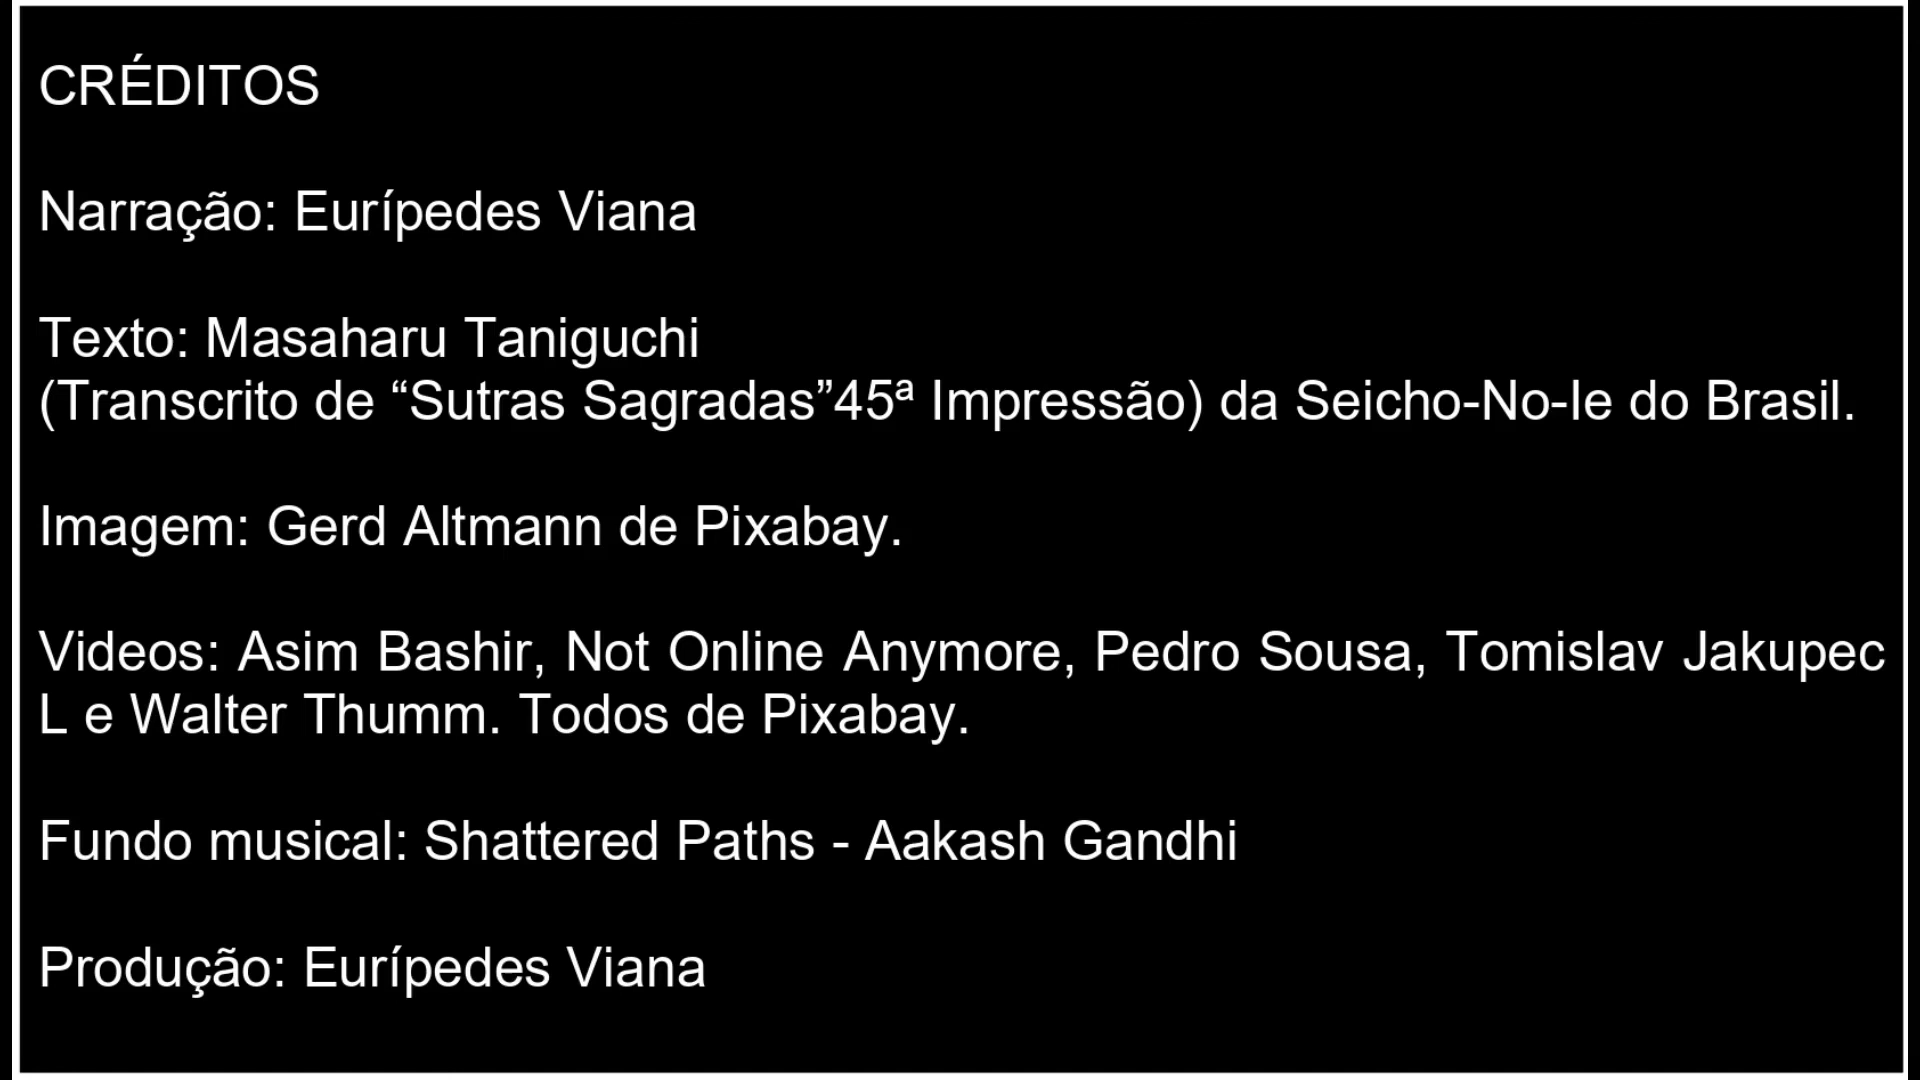 CRÉDITOS
Narração: Eurípedes Viana
Texto: Masaharu Taniguchi
(Transcrito de “Sutras Sagradas”45ª Impressão) da Seicho-No-Ie do Brasil.
Imagem: Gerd Altmann de Pixabay.
Videos: Asim Bashir, Not Online Anymore, Pedro Sousa, Tomislav Jakupec
L e Walter Thumm. Todos de Pixabay.
Fundo musical: Shattered Paths - Aakash Gandhi
Produção: Eurípedes Viana